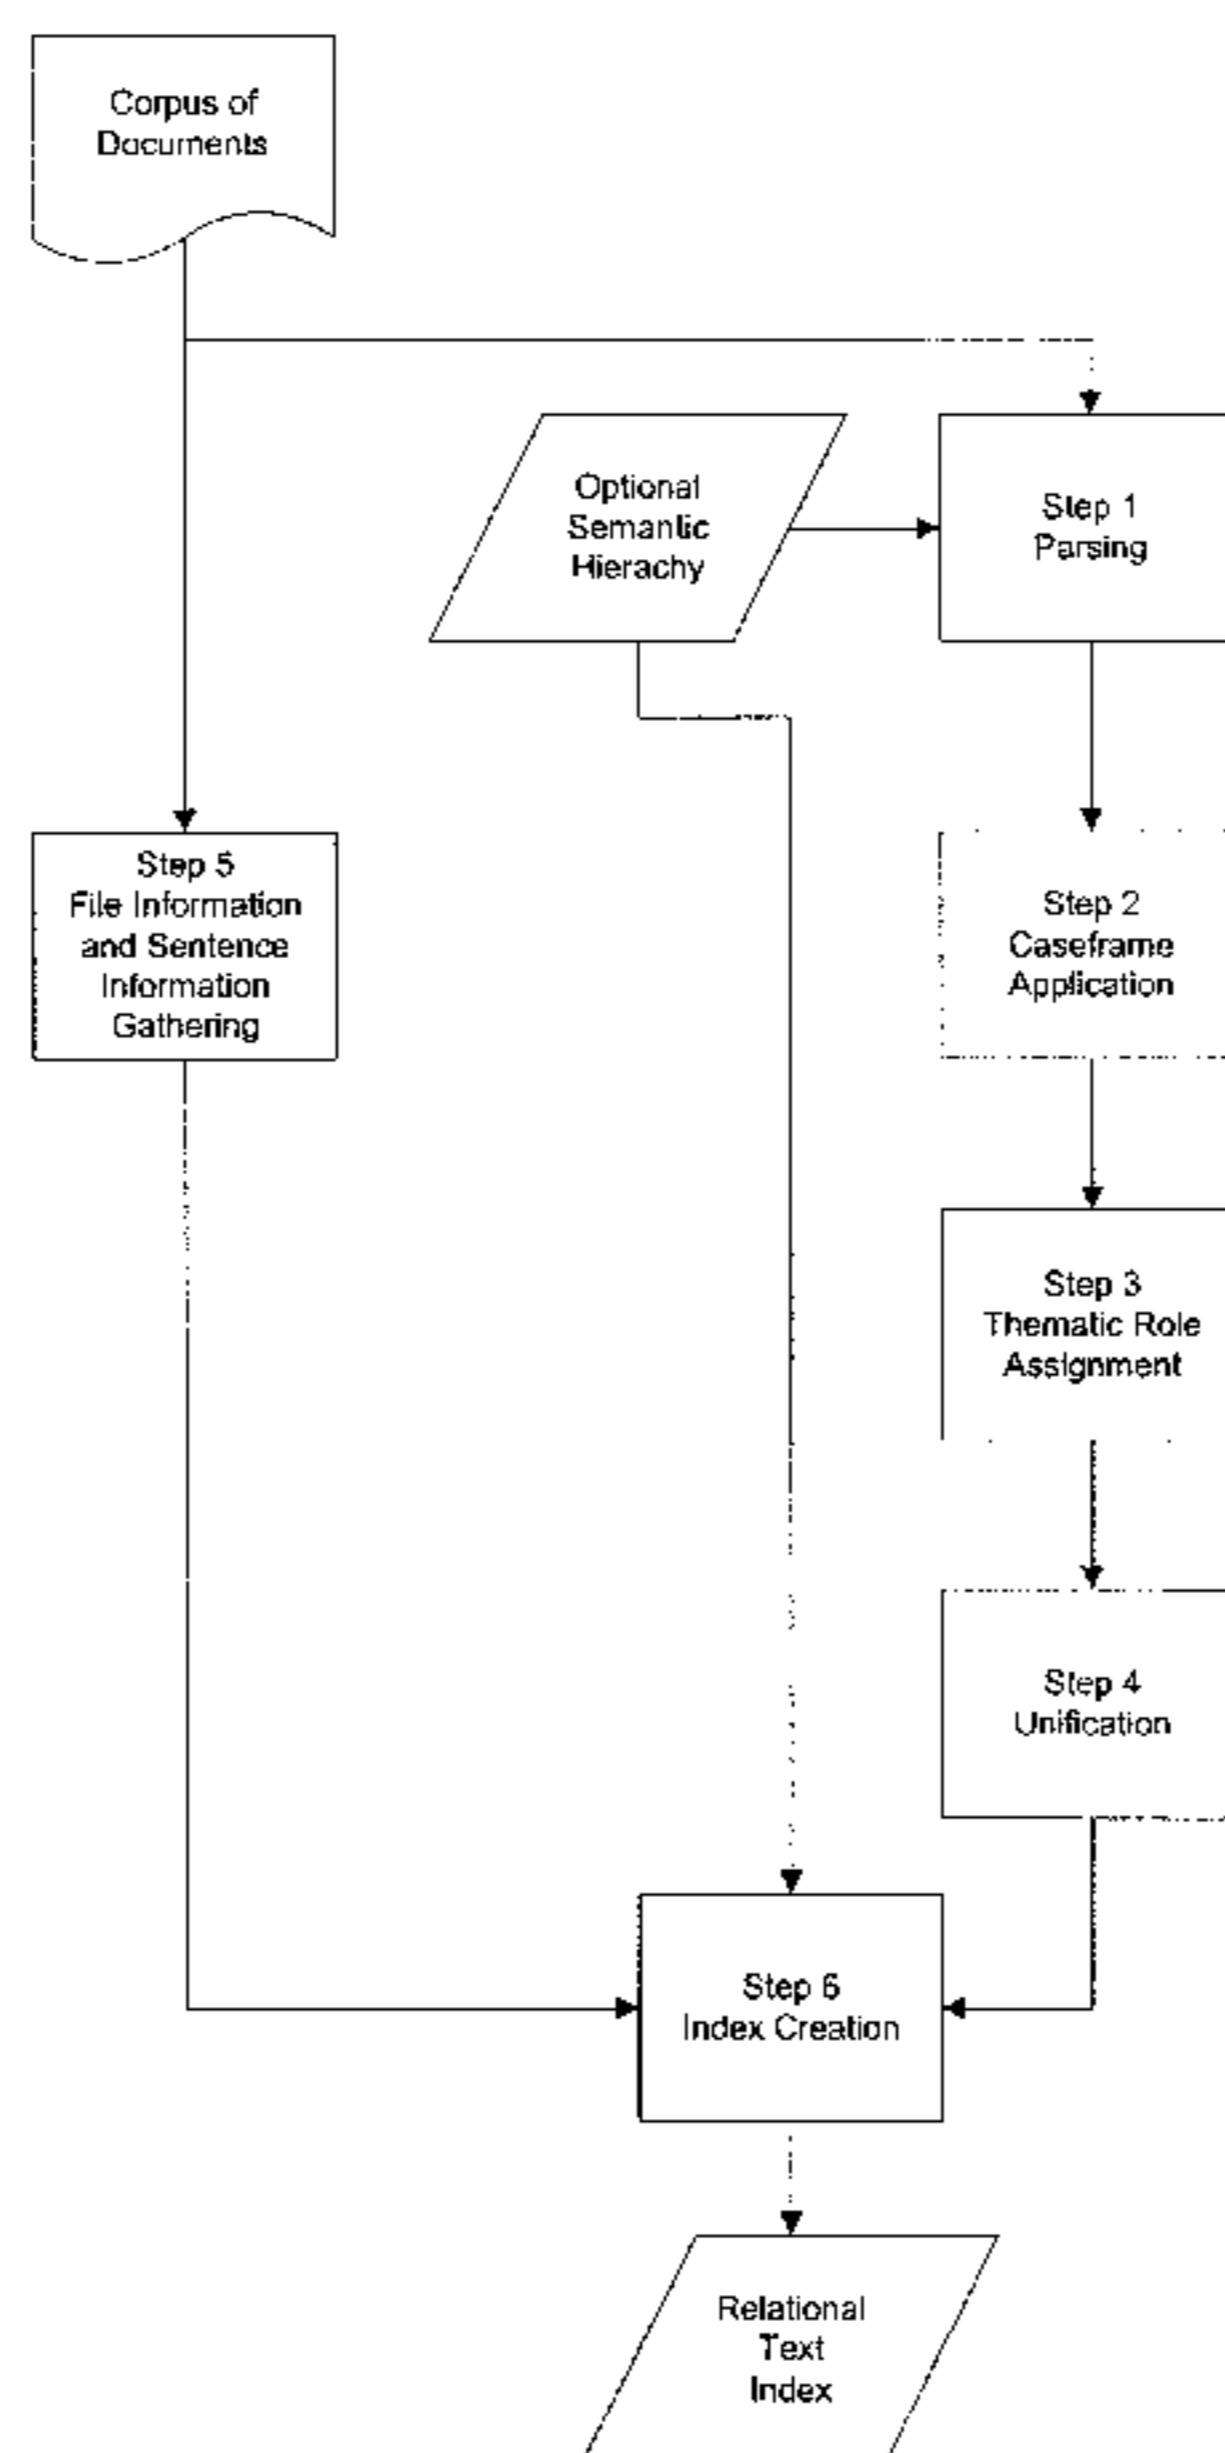 Corpus of
Documents
Optional
Semantic
Hierachy
Step 1
Parsing
Step 5
File Information
and Sentence
Information
Gathering
Step 2
Caseframe
Application
Step 3
Thematic Role
Assignment
Step 4
Unification
Step 6
Index Creation
Relational
Text
Index